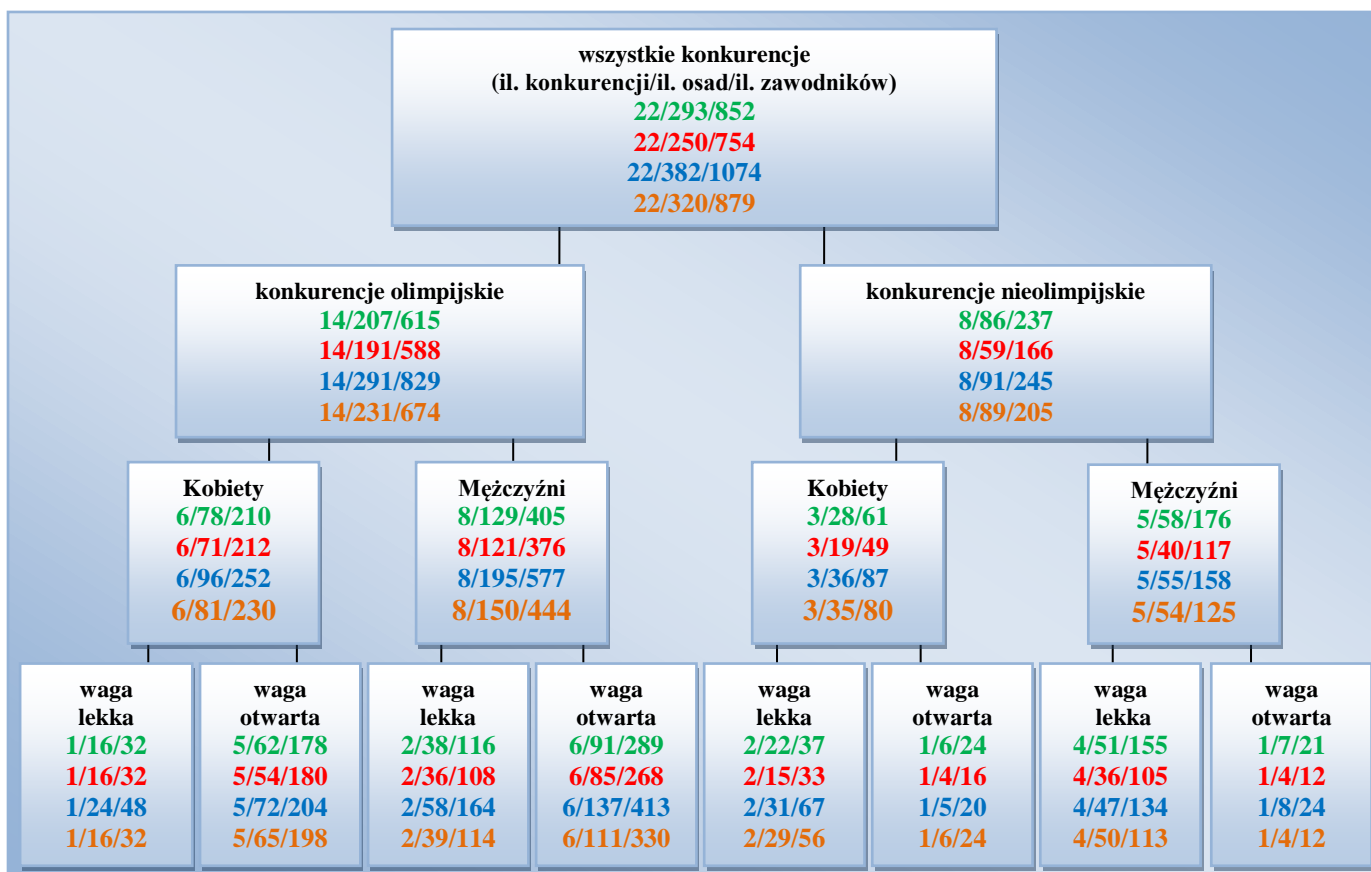 wszystkie konkurencje
(il. konkurencji/il. osad/il. zawodników)
22/293/852
22/250/754
22/382/1074
22/320/879
konkurencje olimpijskie
14/207/615
14/191/588
14/291/829
14/231/674
konkurencje nieolimpijskie
8/86/237
8/59/166
8/91/245
8/89/205
Kobiety
6/78/210
6/71/212
6/96/252
6/81/230
Mężczyźni
8/129/405
8/121/376
8/195/577
8/150/444
Kobiety
3/28/61
3/19/49
3/36/87
3/35/80
Mężczyźni
5/58/176
5/40/117
5/55/158
5/54/125
waga
lekka
1/16/32
1/16/32
1/24/48
1/16/32
waga
otwarta
5/62/178
5/54/180
5/72/204
5/65/198
waga
lekka
2/38/116
2/36/108
2/58/164
2/39/114
waga
otwarta
6/91/289
6/85/268
6/137/413
6/111/330
waga
lekka
2/22/37
2/15/33
2/31/67
2/29/56
waga
otwarta
1/6/24
1/4/16
1/5/20
1/6/24
waga
lekka
4/51/155
4/36/105
4/47/134
4/50/113
waga
otwarta
1/7/21
1/4/12
1/8/24
1/4/12